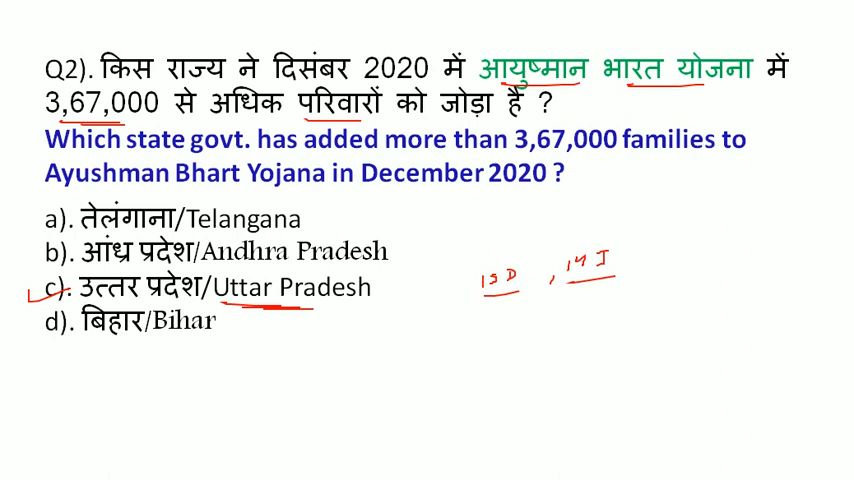 Q2). किस राज्य ने दिसंबर 2020 में आयुष्मान भारत योजना में
3,67,000 से अधिक परिवारों को जोड़ा हैं ?
Which state govt. has added more than 3,67,000 families to
Ayushman Bhart Yojana in December 2020 ?
a). तेलंगाना/Telangana
b). आंध्र प्रदेश/Andhra Pradesh
c). उत्तर प्रदेश/Uttar Pradesh
15 D , 14 J
d). बिहार/Bihar